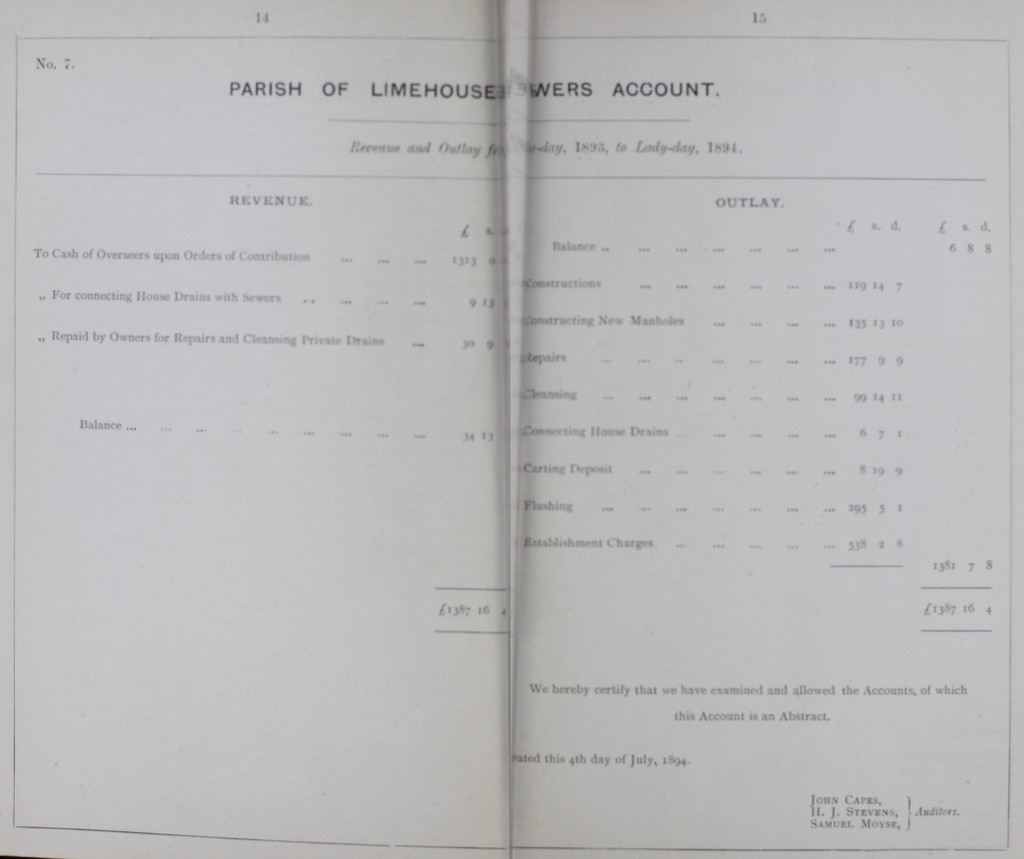 14
No. 7.
PARISH OF LIMEHOUSE
Revenue and Outlay
REVENUE.
£ s.
To Cash of Overseers upon Orders of Contribution ... ... ... 1313 0
„ For connecting House Drains with Sewers .. ... ... ... 9 13
„ Repaid by Owners for Repairs and Cleansing Private Drains ... 30 9
Balance ... ... ... ... ... ... ... ... ... 34 13
£1387 16 4
15
WERS ACCOUNT.
-day, 1893, to Lady-day, 1894.
OUTLAY.
£ s. d. £ s. d.
Balance .. ... ... ... ... ... ... 6 8 8
Constructions ... ... ... ... ... ... 119 14 7
Constructing New Manholes ... ... ... ... 135 13 10
Repairs ... ... .. ... ... ... ... 177 9 9
Cleansing ... ... ... ... ... ... ... 99 14 11
Connecting House Drains ... ... ... ... ... 6 7 1
Carting Deposit ... ... ... ... ... ... 8 19 9
Flushing ... ... ... ... ... ... ... 295 5 1
Establishment Charges. ... ... ... ... ... 538 2 8
1381 7 8
£1387 16 4
We hereby certify that we have examined and allowed the Accounts, of which
this Account is an Abstract.
ated this 4th day of July, 1894.
JOHN CAPES,
H. J. STEVENS, } Auditors.
SAMUEL MOYSE,